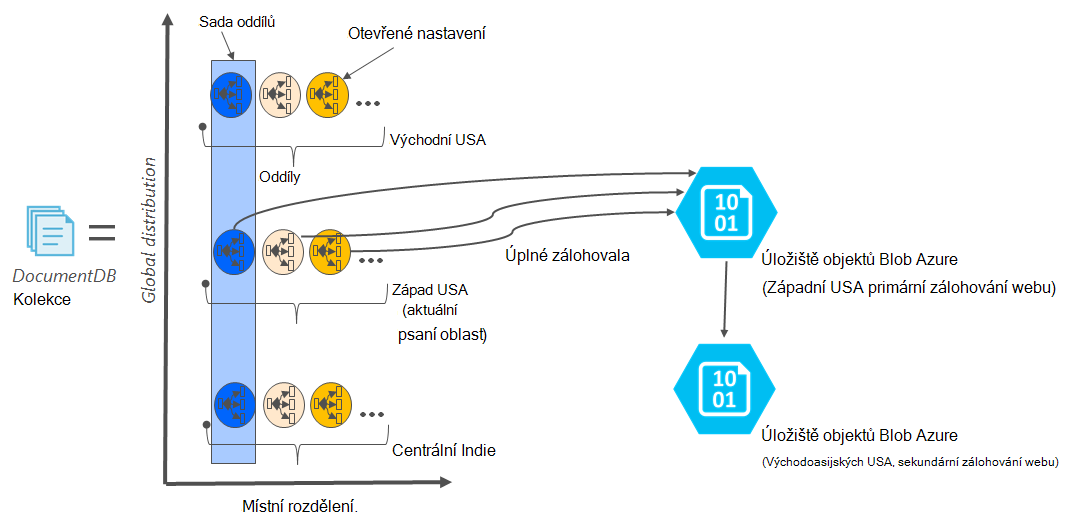 Sada oddílů
Otevřené nastavení
Východní USA
Oddíly
Global distribution
DocumentDB
Kolekce
Západ USA
(aktuální
psaní oblast)
Úplné zálohovala
10
01
Úložiště objektů Blob Azure
(Západní USA primární zálohování webu)
10
01
Úložiště objektů Blob Azure
(Východoasijských USA, sekundární zálohování webu)
Centrální Indie
Místní rozdělení.